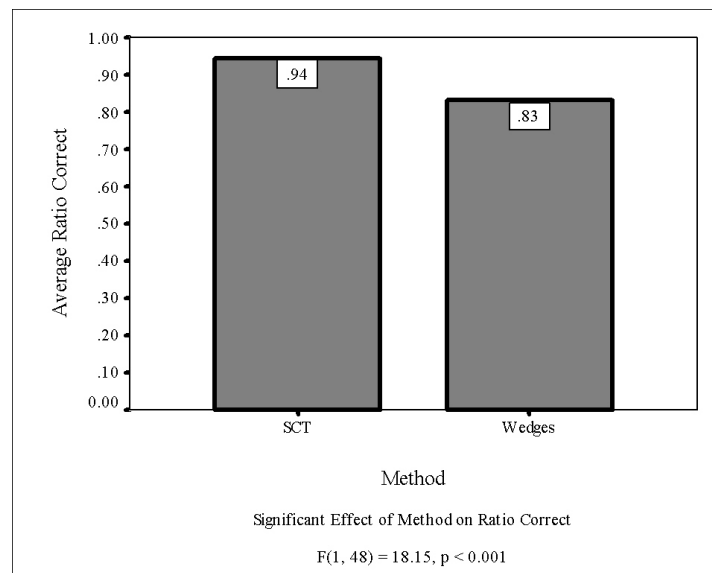 1.00
.90
.80
.70
.60
.50
.40
.30
.20
.10
0.00
Average Ratio Correct
.94
.83
SCT
Wedges
Method
Significant Effect of Method on Ratio Correct
F(1, 48) = 18.15, p < 0.001